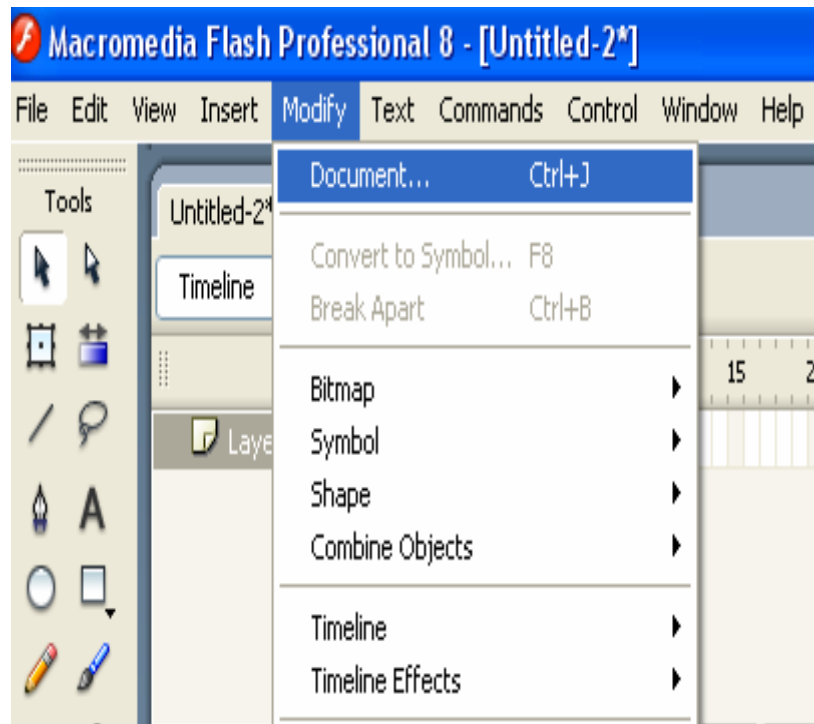 Macromedia Flash Professional 8 - [Untitled-2*]
File Edit View Insert Modify Text Commands Control Window Help
Tools
Untitled-2*
Timeline
Document... Ctrl+J
Convert to Symbol... F8
Break Apart Ctrl+B
15
Bitmap
Symbol
Shape
Combine Objects
Timeline
Timeline Effects